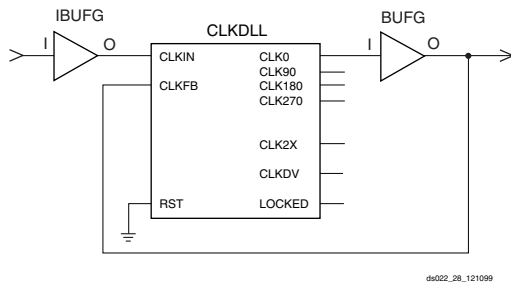 IBUFG
I
O
CLKDLL
CLKIN
CLKFB
RST
CLK0
CLK90
CLK180
CLK270
CLK2X
CLKDV
LOCKED
BUFG
I
O
ds022_28_121099